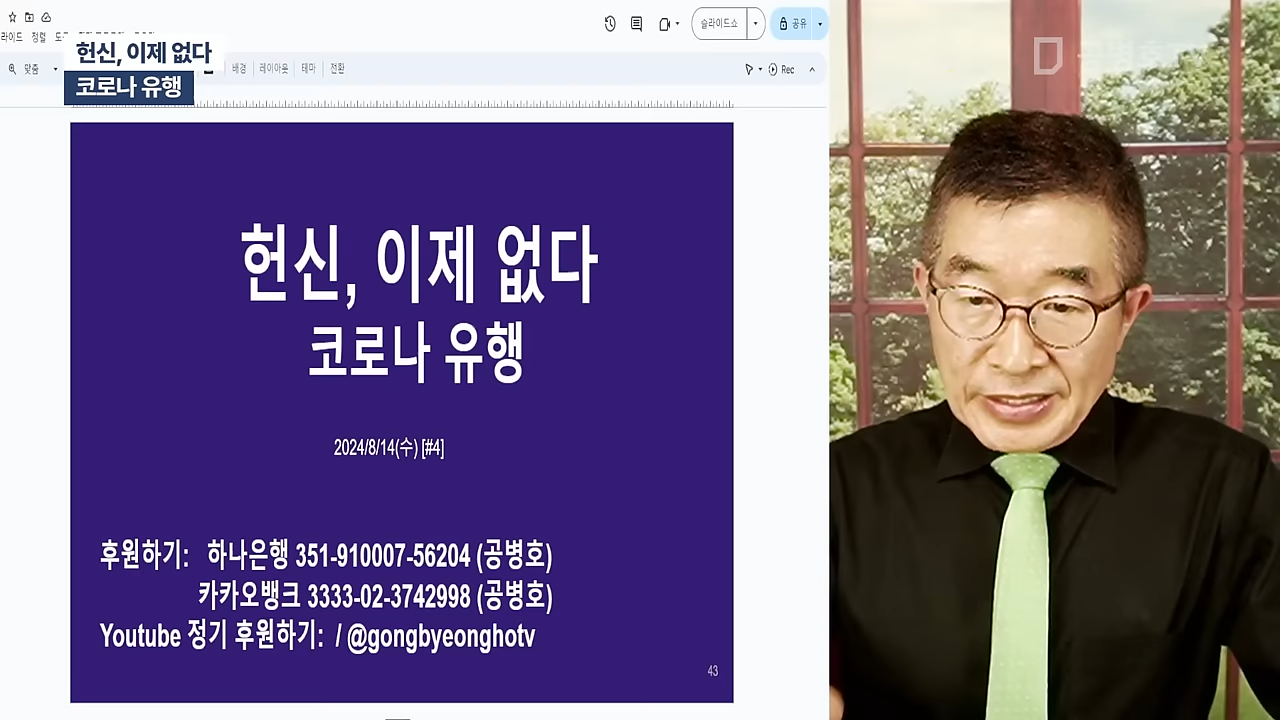 라이드 정렬 도
슬라이드쇼
공유
헌신, 이제 없다
코로나 유행
맞춤
배경
레이아웃
테마
전환
Rec
헌신, 이제 없다
코로나 유행
2024/8/14(수) [#4]
후원하기: 하나은행 351-910007-56204 (공병호)
카카오뱅크 3333-02-3742998 (공병호)
Youtube 정기 후원하기: / @gongbyeonghotv
43